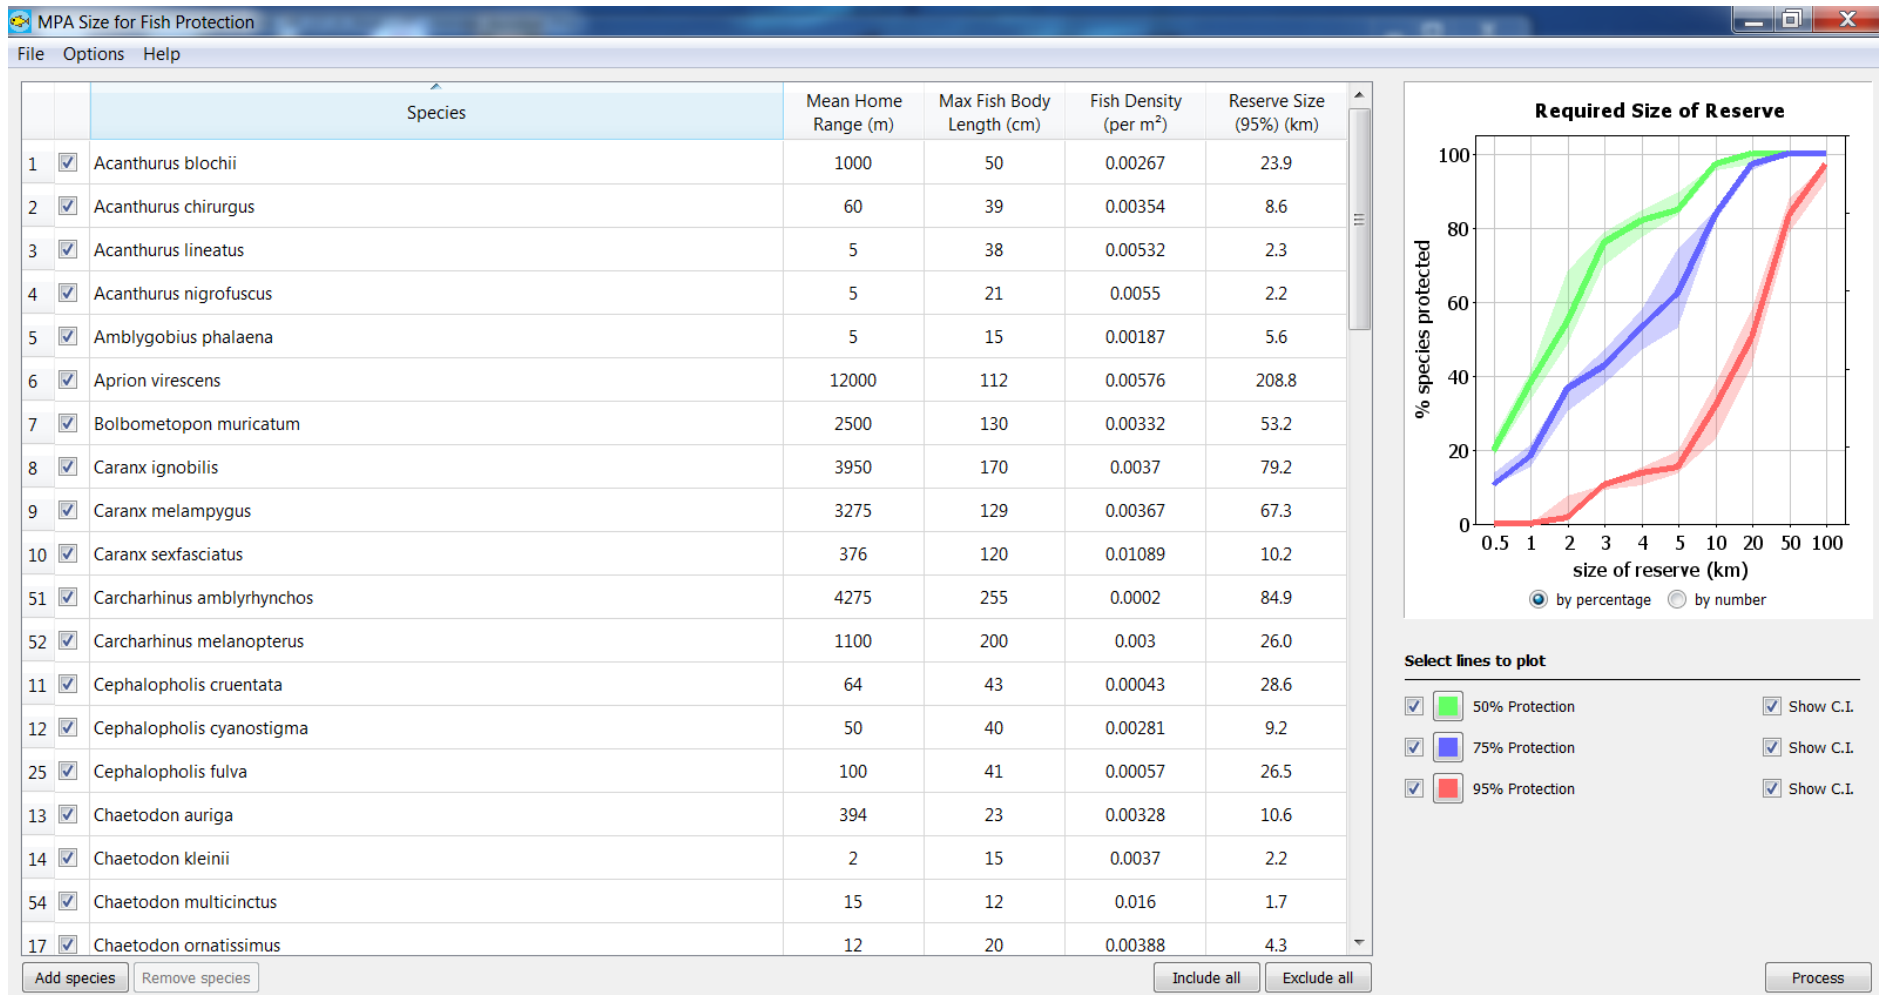 MPA Size for Fish Protection
File Options Help
Species Mean Home Range (m) Max Fish Body Length (cm) Fish Density (per m²) Reserve Size (95%) (km)
1 Acanthurus blochii 1000 50 0.00267 23.9
2 Acanthurus chirurgus 60 39 0.00354 8.6
3 Acanthurus lineatus 5 38 0.00532 2.3
4 Acanthurus nigrofuscus 5 21 0.0055 2.2
5 Amblygobius phalaena 5 15 0.00187 5.6
6 Aprion virescens 12000 112 0.00576 208.8
7 Bolbometopon muricatum 2500 130 0.00332 53.2
8 Caranx ignobilis 3950 170 0.0037 79.2
9 Caranx melampygus 3275 129 0.00367 67.3
10 Caranx sexfasciatus 376 120 0.01089 10.2
51 Carcharhinus amblyrhynchos 4275 255 0.0002 84.9
52 Carcharhinus melanopterus 1100 200 0.003 26.0
11 Cephalopholis cruentata 64 43 0.00043 28.6
12 Cephalopholis cyanostigma 50 40 0.00281 9.2
25 Cephalopholis fulva 100 41 0.00057 26.5
13 Chaetodon auriga 394 23 0.00328 10.6
14 Chaetodon kleinii 2 15 0.0037 2.2
54 Chaetodon multicinctus 15 12 0.016 1.7
17 Chaetodon ornatissimus 12 20 0.00388 4.3
Add species Remove species Include all Exclude all
Required Size of Reserve
% species protected
100
80
60
40
20
0
0.5 1 2 3 4 5 10 20 50 100
size of reserve (km)
by percentage by number
Select lines to plot
50% Protection Show C.I.
75% Protection Show C.I.
95% Protection Show C.I.
Process